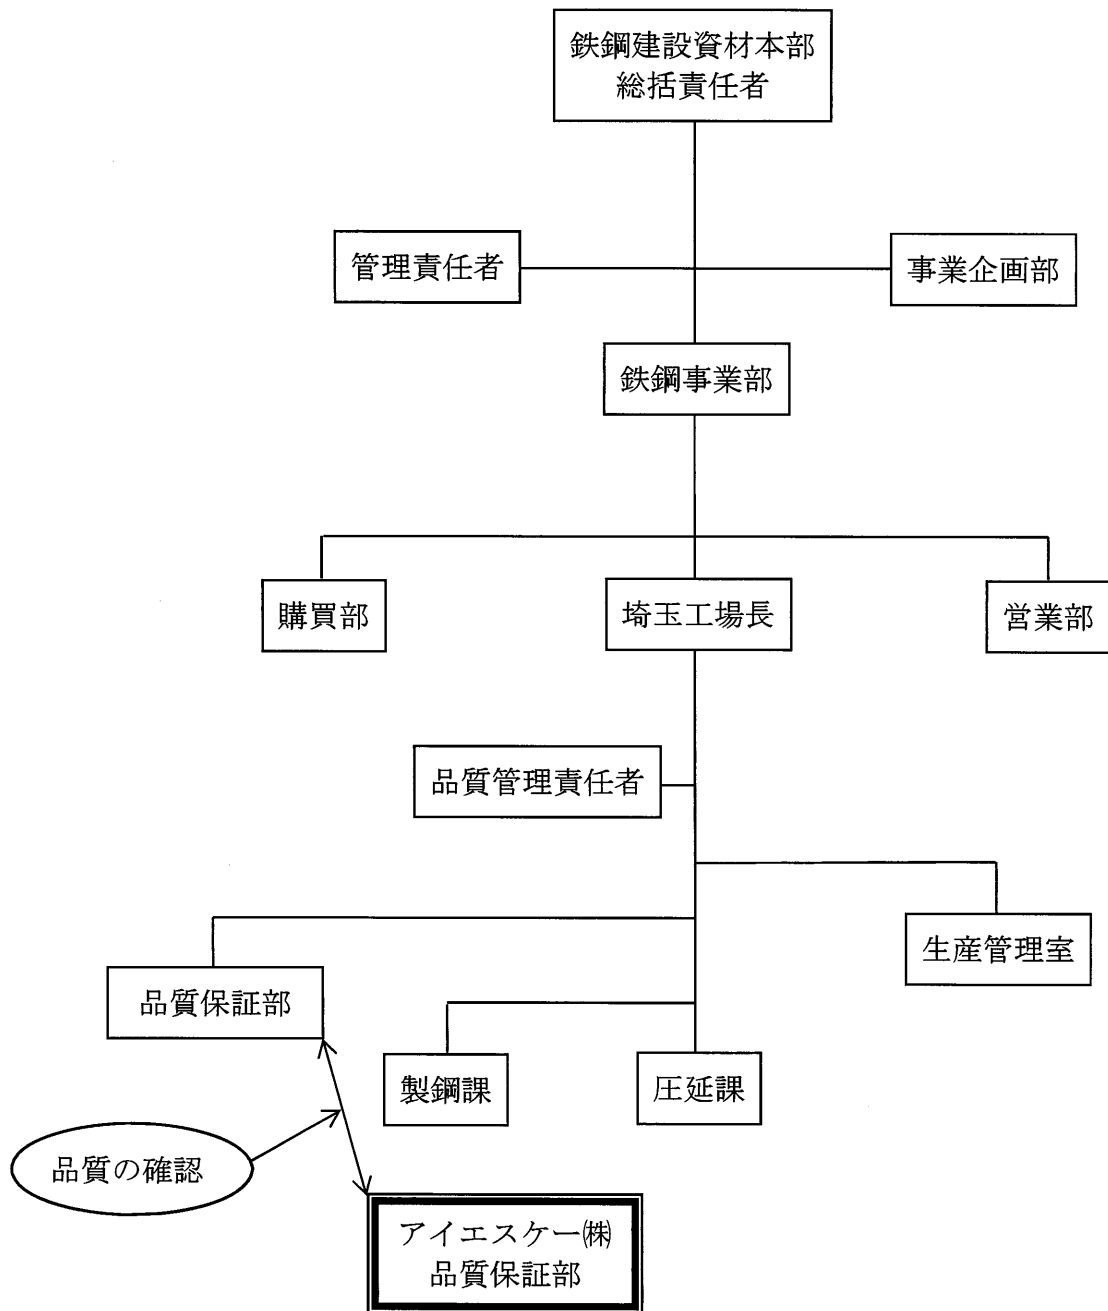 鉄鋼建設資材本部
総括責任者
管理責任者
事業企画部
鉄鋼事業部
購買部
埼玉工場長
営業部
品質管理責任者
生産管理室
品質保証部
製鋼課
圧延課
品質の確認
アイエスケー㈱
品質保証部